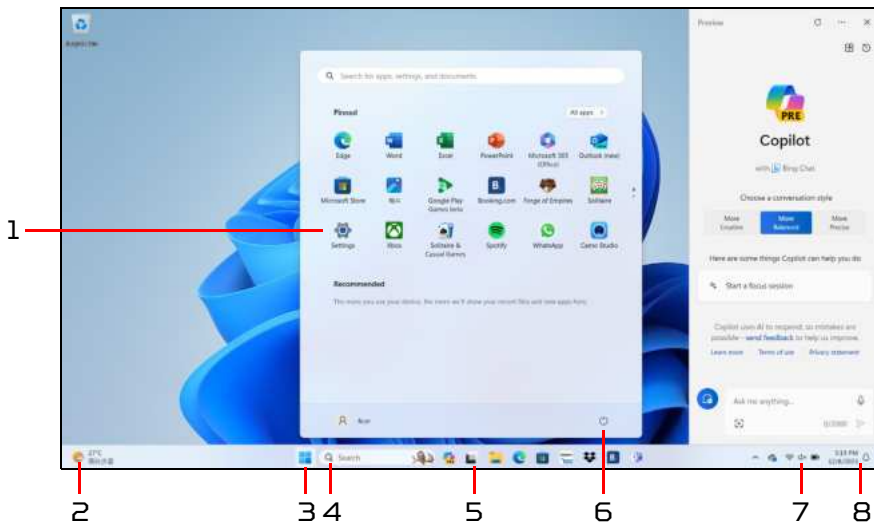 Preview
PRE
Copilot
with Bing Chat
Choose a conversation style
More Creative
More Balanced
More Precise
Here are some things Copilot can help you do
Start a focus session
Copilot uses AI to respond, so mistakes are
possible - send feedback to help us improve.
Learn more Terms of use Privacy statement
Ask me anything...
0/2000
Search for apps, settings, and documents
Pinned
All apps
Edge Word Excel PowerPoint Microsoft 365 (Office) Outlook (new)
Microsoft Store Google Play Games beta Booking.com Forge of Empires Solitaire
Settings Xbox Solitaire & Casual Games Spotify WhatsApp Camo Studio
Recommended
The more you use your device, the more we'll show your recent files and new apps here.
Acer
27°C
Search
1
2
3
4
5
6
7
8